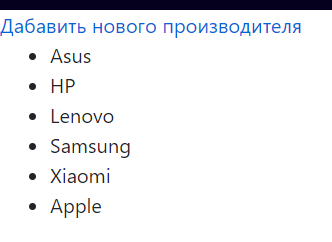 Дабавить нового производителя
Asus
HP
Lenovo
Samsung
Xiaomi
Apple